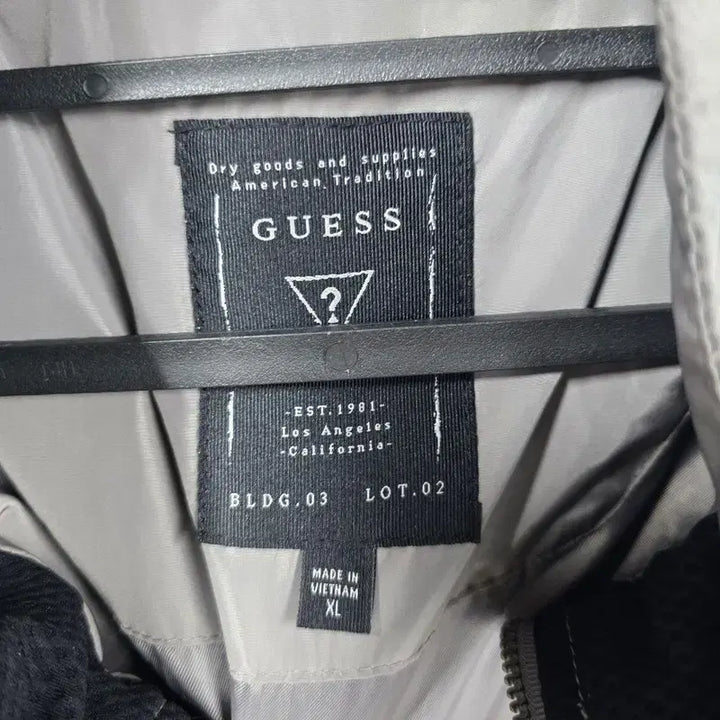 Dry goods and supplies
American Tradition
GUESS
?
-EST.1981-
Los Angeles
-California-
BLDG.03 LOT.02
MADE IN
VIETNAM
XL